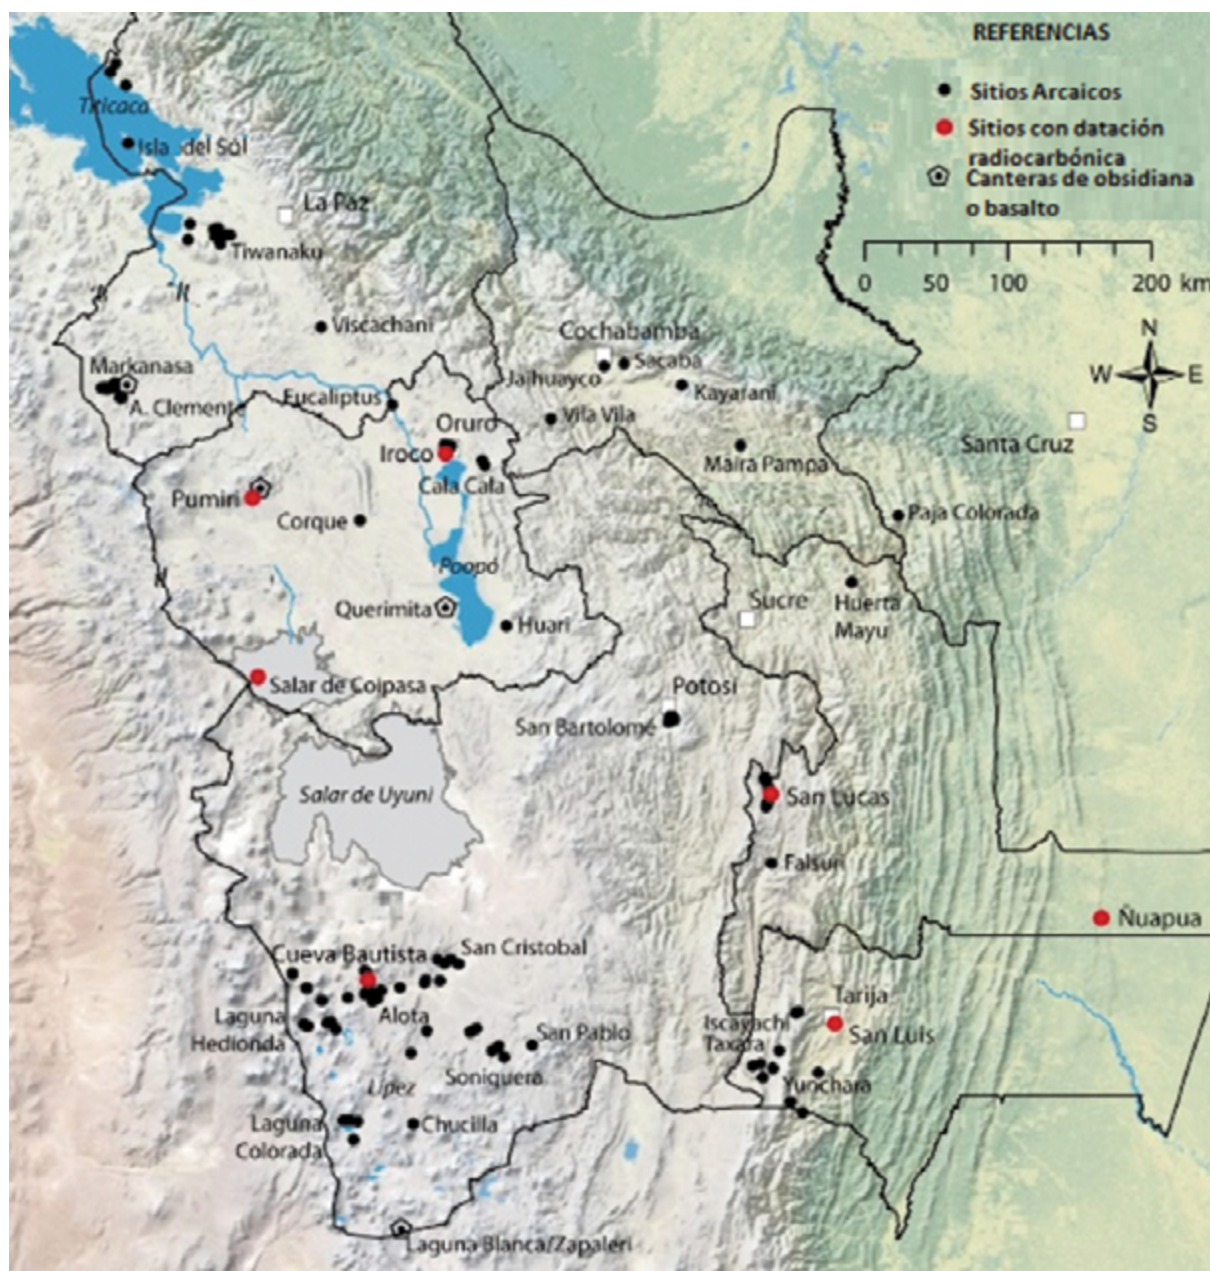 REFERENCIAS
Sitios Arcaicos
Sitios con datación
radiocarbónica
Canteras de obsidiana
o basalto
0 50 100 200 km
N
W E
S
Titicaca
Isla del Sol
La Paz
Tiwanaku
Viscachani
Cochabamba
Sacaba
Markanasa
Jaihuayco
Kayarani
Eucaliptus
A. Clemente
Vila Vila
Oruro
Santa Cruz
Iroco
Maira Pampa
Cala Cala
Pumiri
Corque
Paja Colorada
Poopó
Querimita
Sucre
Huerta
Mayu
Huari
Salar de Coipasa
Potosí
San Bartolomé
Salar de Uyuni
San Lucas
Falsuri
Ñuapua
Cueva Bautista
San Cristobal
Tarija
Laguna
Hedionda
Alota
Iscayachi
Taxara
San Luis
San Pablo
Soniquera
Lípez
Yunchara
Laguna
Colorada
Chucilla
Laguna Blanca/Zapaleri